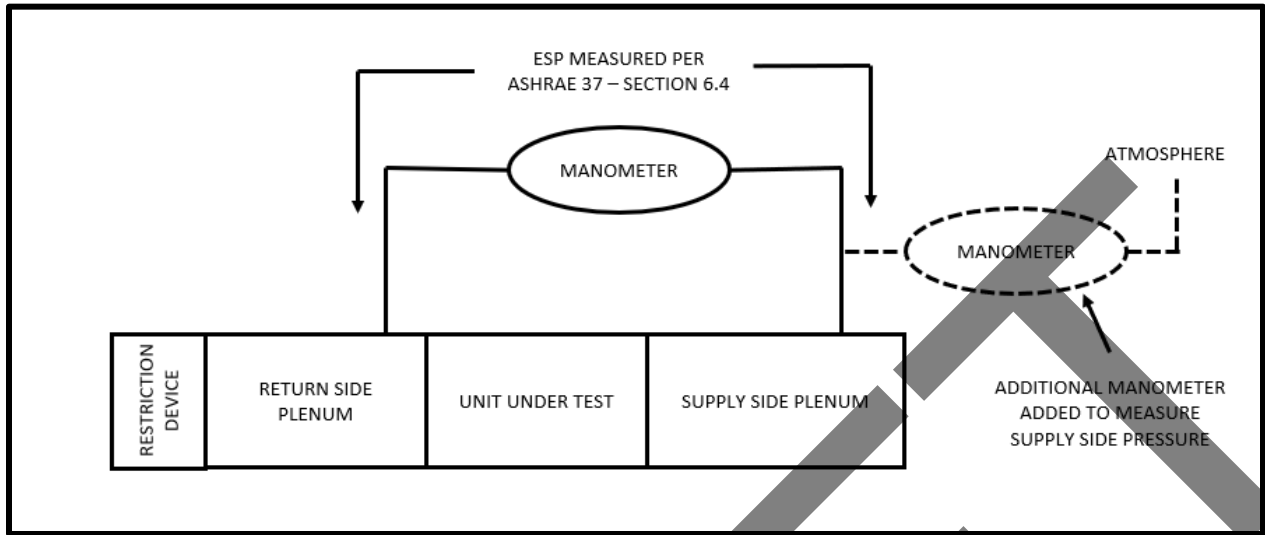 ESP MEASURED PER
ASHRAE 37 – SECTION 6.4
MANOMETER
ATMOSPHERE
MANOMETER
RESTRICTION
DEVICE
RETURN SIDE
PLENUM
UNIT UNDER TEST
SUPPLY SIDE PLENUM
ADDITIONAL MANOMETER
ADDED TO MEASURE
SUPPLY SIDE PRESSURE